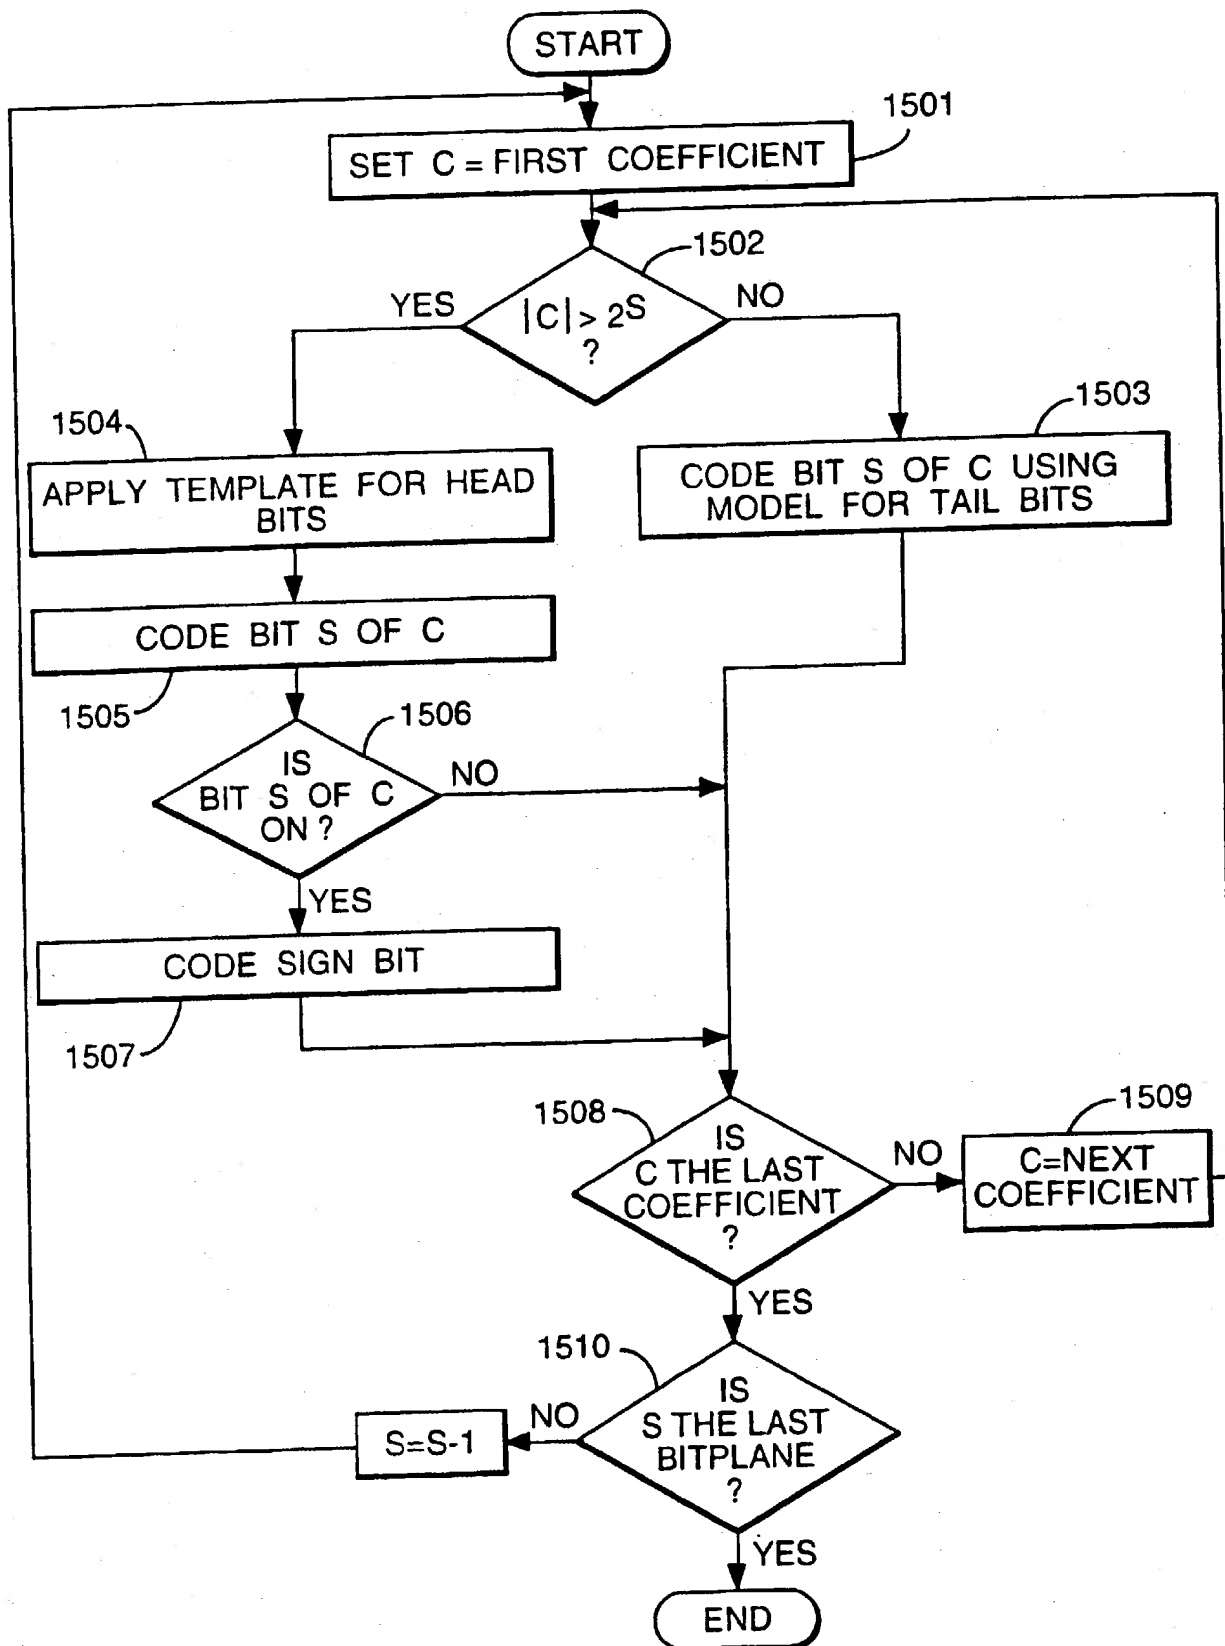 START
1501
SET C = FIRST COEFFICIENT
1502
YES
|C| > 2^S
?
NO
1504
1503
APPLY TEMPLATE FOR HEAD
BITS
CODE BIT S OF C USING
MODEL FOR TAIL BITS
CODE BIT S OF C
1505
1506
IS
BIT S OF C
ON ?
NO
YES
CODE SIGN BIT
1507
1508
IS
C THE LAST
COEFFICIENT
?
NO
1509
C=NEXT
COEFFICIENT
YES
1510
IS
S THE LAST
BITPLANE
?
NO
S=S-1
YES
END